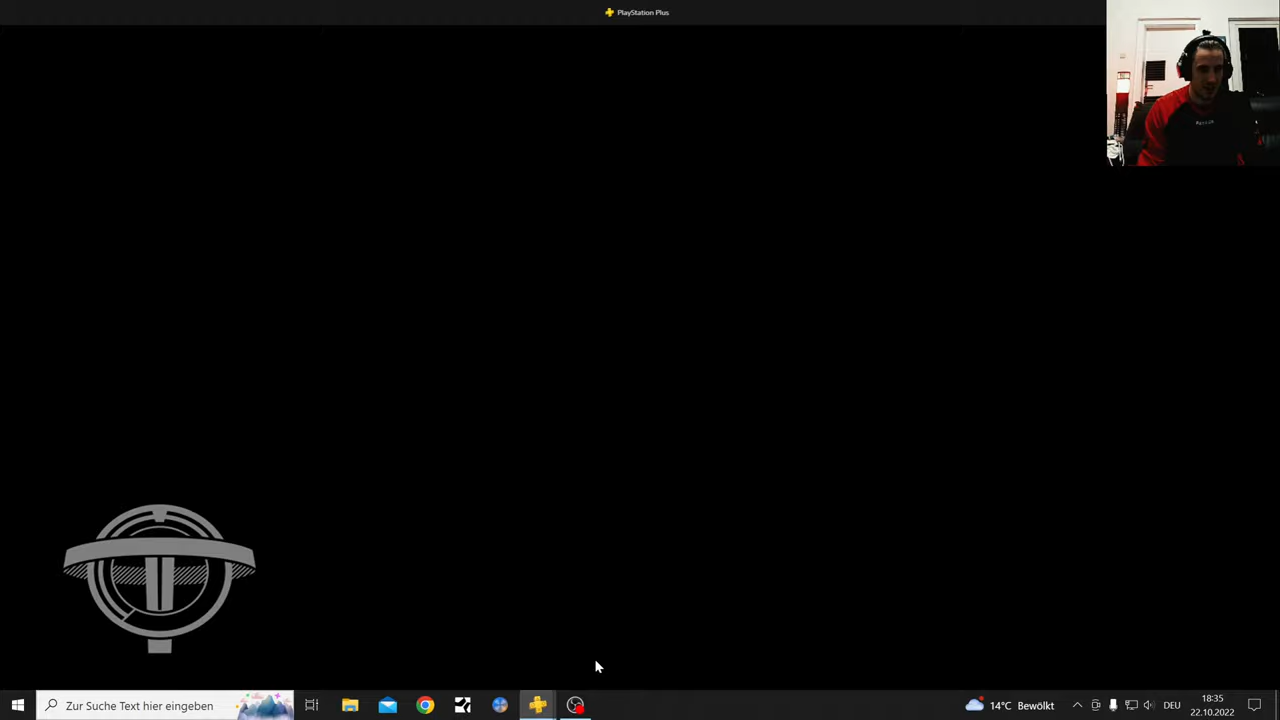 PlayStation Plus
Zur Suche Text hier eingeben
14°C Bewölkt
DEU
18:35
22.10.2022